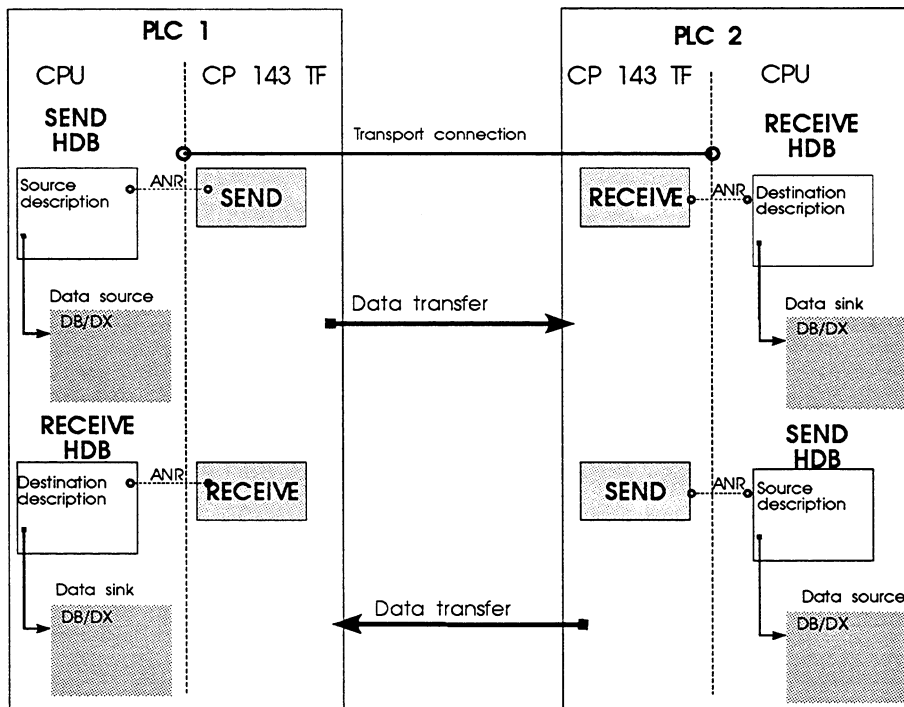 PLC 1
PLC 2
CPU
CP 143 TF
CP 143 TF
CPU
SEND
HDB
Transport connection
RECEIVE
HDB
Source
description
ANR
SEND
RECEIVE
ANR
Destination
description
Data source
DB/DX
Data transfer
Data sink
DB/DX
RECEIVE
HDB
SEND
HDB
Destination
description
ANR
RECEIVE
SEND
ANR
Source
description
Data sink
DB/DX
Data transfer
Data source
DB/DX